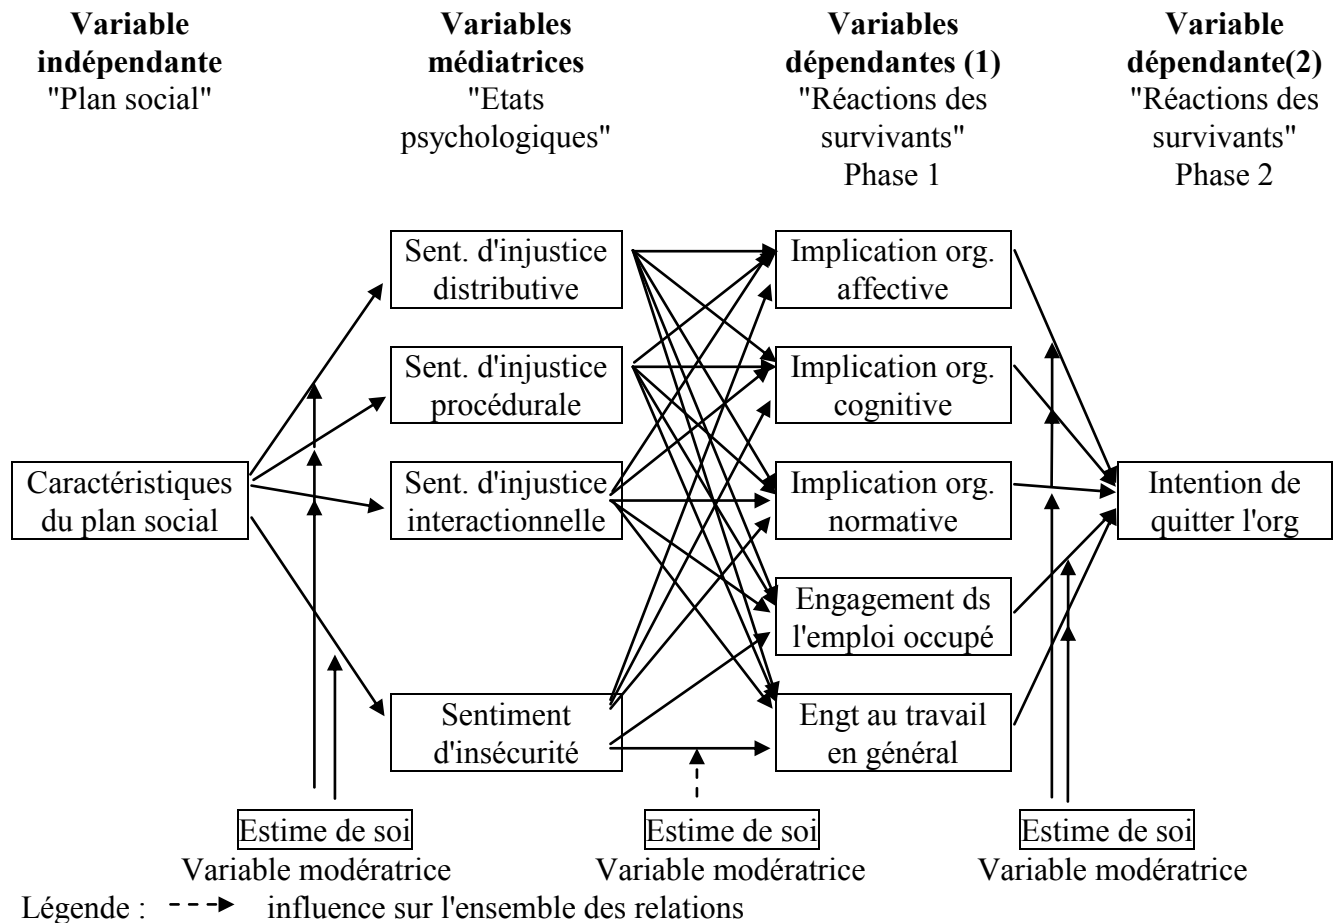 Variable
indépendante
"Plan social"
Variables
médiatrices
"Etats
psychologiques"
Variables
dépendantes (1)
"Réactions des
survivants"
Phase 1
Variable
dépendante(2)
"Réactions des
survivants"
Phase 2
Caractéristiques
du plan social
Sent. d'injustice
distributive
Sent. d'injustice
procédurale
Sent. d'injustice
interactionnelle
Sentiment
d'insécurité
Implication org.
affective
Implication org.
cognitive
Implication org.
normative
Engagement ds
l'emploi occupé
Engt au travail
en général
Intention de
quitter l'org
Estime de soi
Variable modératrice
Estime de soi
Variable modératrice
Estime de soi
Variable modératrice
Légende : influence sur l'ensemble des relations